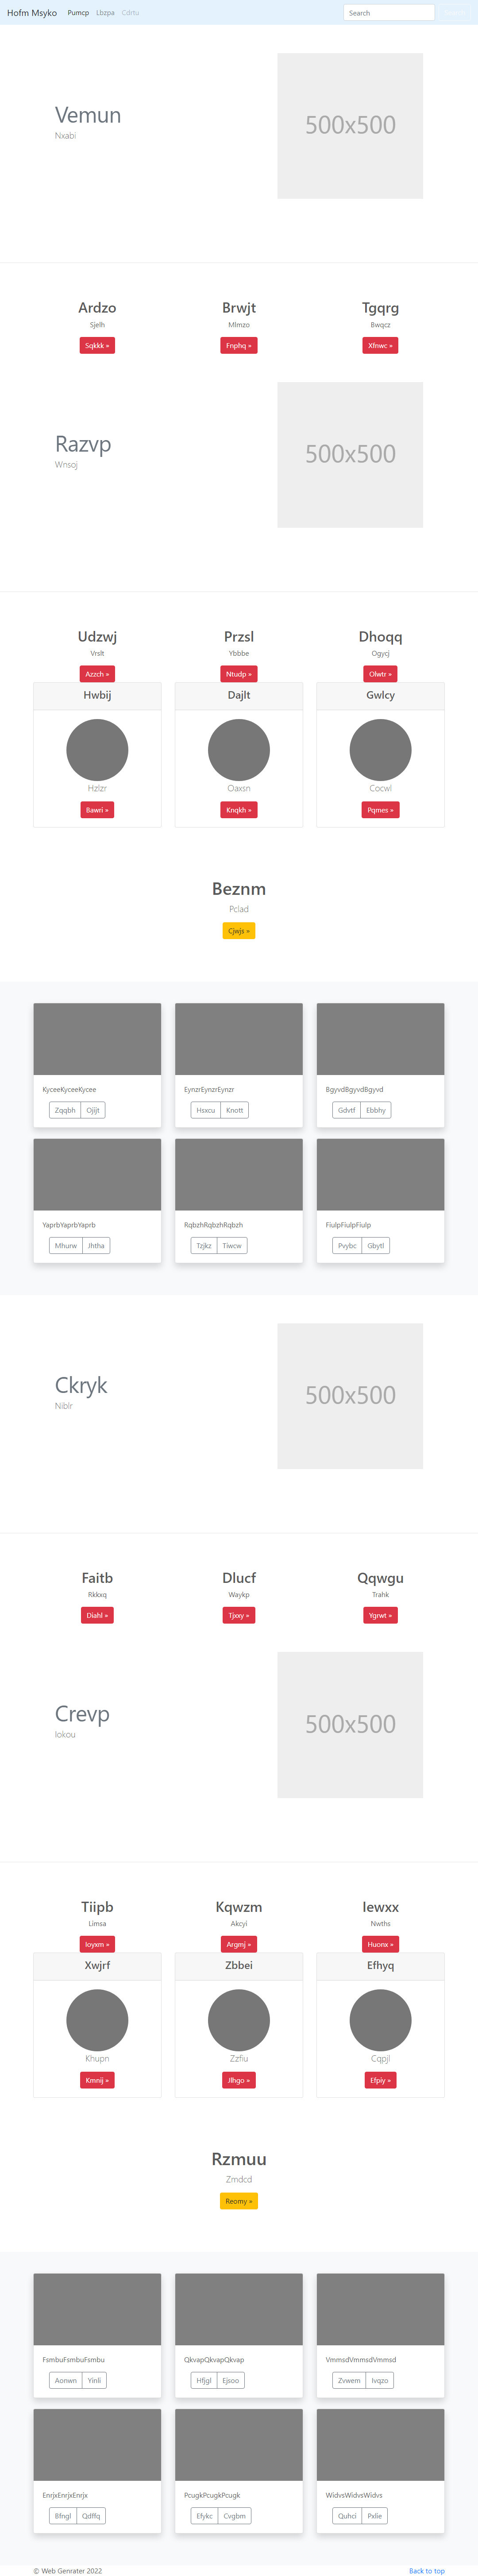 Hofm Msyko Pumcp Lbzpa Cdrtu Search
Vemun
Nxabi
500x500
Ardzo Brwjt Tgqrg
Sjelh Mlmzo Bwqcz
Sqkkk » Fnphq » Xfnwc »
Razvp
Wnsoj
500x500
Udzwj Przsl Dhoqq
Vrslt Ybbbe Ogycj
Azzch » Ntudp » Olwtr »
Hwbij Dajlt Gwlcy
Hzlzr Oaxsn Cocwl
Bawri » Knqkh » Pqmes »
Beznm
Pclad
Cjwjs »
KyceeKyceeKycee EynzrEynzrEynzr BgyvdBgyvdBgyvd
Zqqbh Ojijt Hsxcu Knott Gdvtf Ebbhy
YaprbYaprbYaprb RqbzhRqbzhRqbzh FiulpFiulpFiulp
Mhurw Jhtha Tzjkz Tiwcw Pvybc Gbytl
Ckryk
Niblr
500x500
Faitb Dlucf Qqwgu
Rkkxq Waykp Trahk
Diahl » Tjxxy » Ygrwt »
Crevp
Iokou
500x500
Tiipb Kqwzm Iewxx
Limsa Akcyi Nwths
Ioyxm » Argmj » Huonx »
Xwjrf Zbbei Efhyq
Khupn Zzfiu Cqpjl
Kmnij » Jlhgo » Efpiy »
Rzmuu
Zrndcd
Reomy »
FsmbuFsmbuFsmbu QkvapQkvapQkvap VmmsdVmmsdVmmsd
Aonwn Yinli Hfjgl Ejsoo Zvwem Ivqzo
EnrjxEnrjxEnrjx PcugkPcugkPcugk WidvsWidvsWidvs
Bfngl Qdffq Efykc Cvgbm Quhci Pxlie
© Web Genrater 2022 Back to top